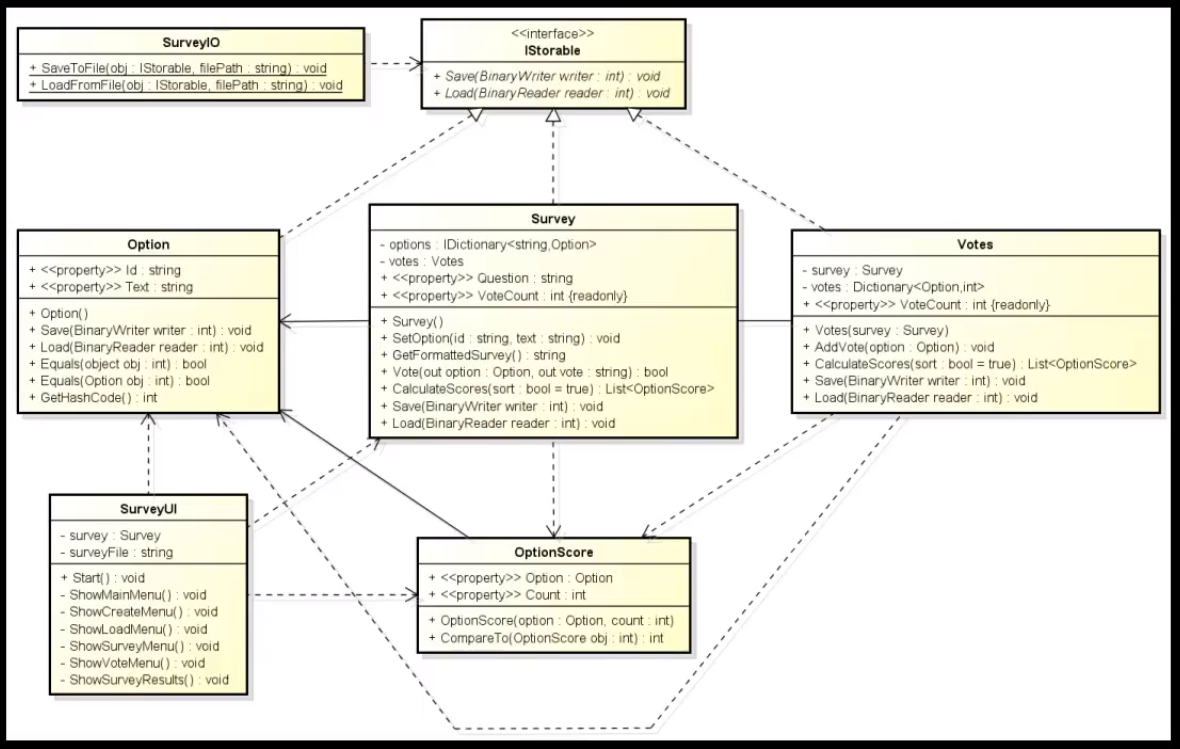 SurveyIO
+ SaveToFile(obj : IStorable, filePath : string) : void
+ LoadFromFile(obj : IStorable, filePath : string) : void
<<interface>>
IStorable
+ Save(BinaryWriter writer : int) : void
+ Load(BinaryReader reader : int) : void
Option
+ <<property>> Id : string
+ <<property>> Text : string
+ Option()
+ Save(BinaryWriter writer : int) : void
+ Load(BinaryReader reader : int) : void
+ Equals(object obj : int) : bool
+ Equals(Option obj : int) : bool
+ GetHashCode() : int
Survey
- options : IDictionary<string,Option>
- votes : Votes
+ <<property>> Question : string
+ <<property>> VoteCount : int {readonly}
+ Survey()
+ SetOption(id : string, text : string) : void
+ GetFormattedSurvey() : string
+ Vote(out option : Option, out vote : string) : bool
+ CalculateScores(sort : bool = true) : List<OptionScore>
+ Save(BinaryWriter writer : int) : void
+ Load(BinaryReader reader : int) : void
Votes
- survey : Survey
- votes : Dictionary<Option,int>
+ <<property>> VoteCount : int {readonly}
+ Votes(survey : Survey)
+ AddVote(option : Option) : void
+ CalculateScores(sort : bool = true) : List<OptionScore>
+ Save(BinaryWriter writer : int) : void
+ Load(BinaryReader reader : int) : void
SurveyUI
- survey : Survey
- surveyFile : string
+ Start() : void
- ShowMainMenu() : void
- ShowCreateMenu() : void
- ShowLoadMenu() : void
- ShowSurveyMenu() : void
- ShowVoteMenu() : void
- ShowSurveyResults() : void
OptionScore
+ <<property>> Option : Option
+ <<property>> Count : int
+ OptionScore(option : Option, count : int)
+ CompareTo(OptionScore obj : int) : int